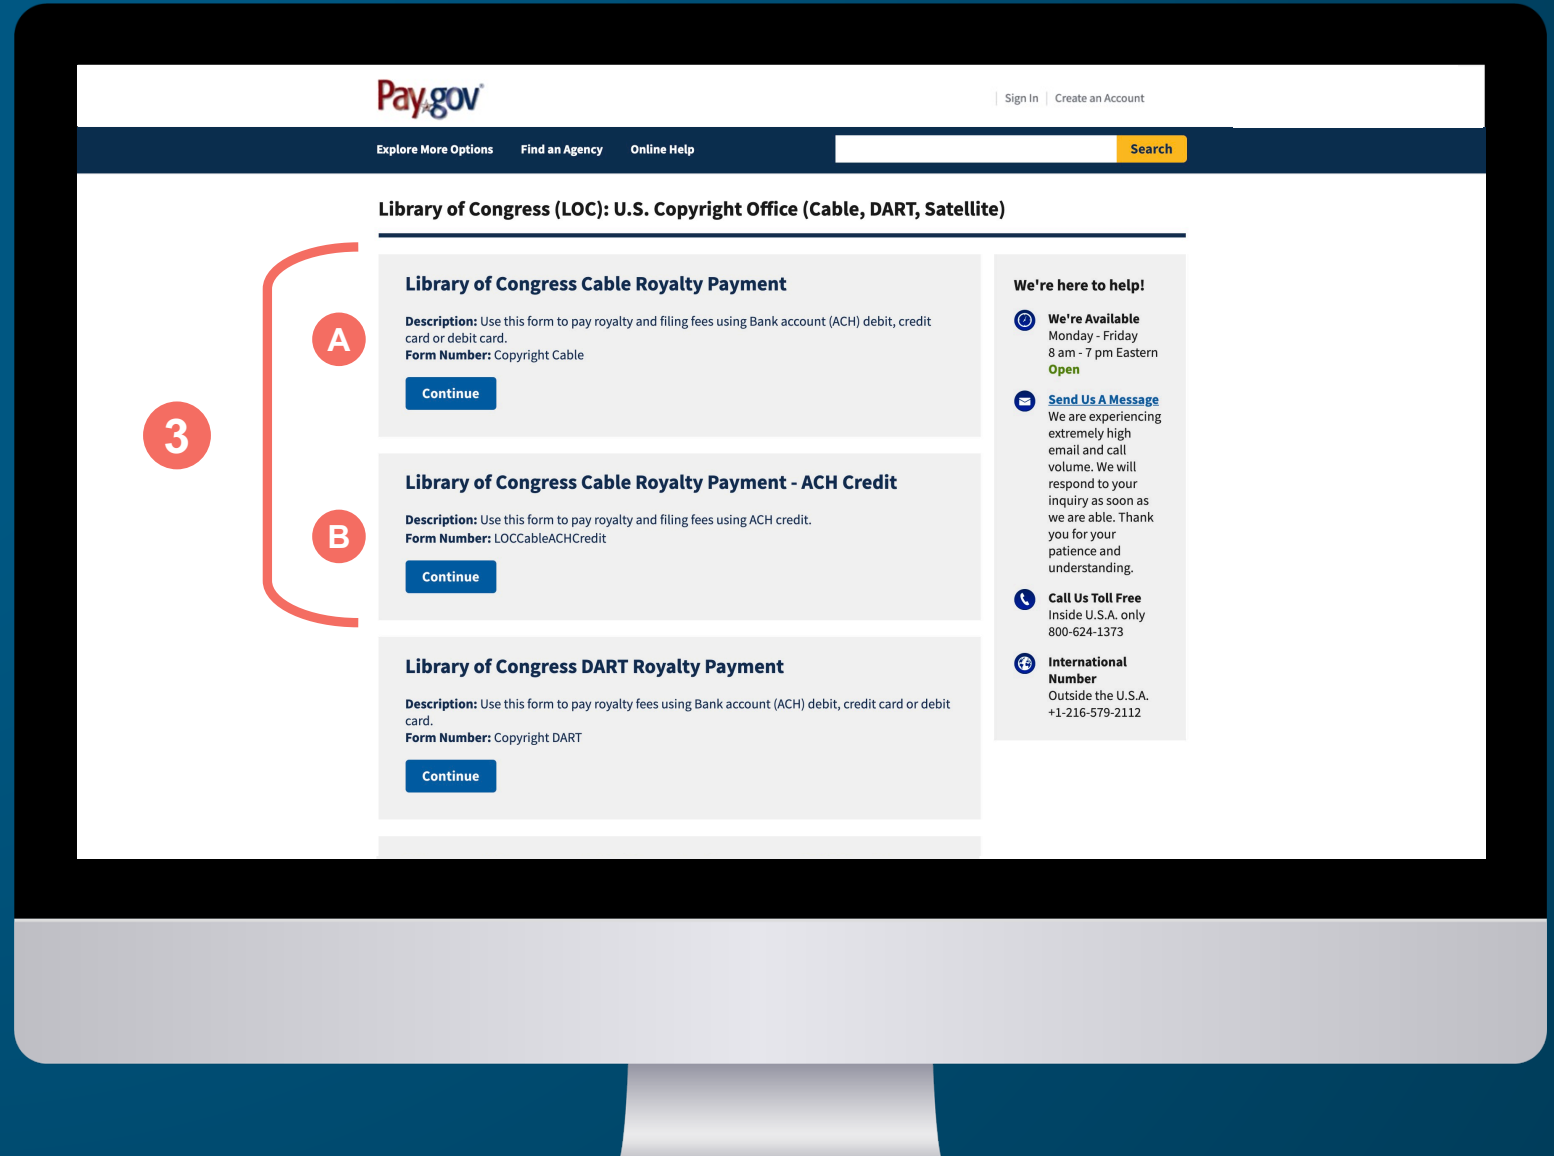 Pay.gov
Sign In
Create an Account
Explore More Options
Find an Agency
Online Help
Search
Library of Congress (LOC): U.S. Copyright Office (Cable, DART, Satellite)
3
A
Library of Congress Cable Royalty Payment
Description: Use this form to pay royalty and filing fees using Bank account (ACH) debit, credit
card or debit card.
Form Number: Copyright Cable
Continue
B
Library of Congress Cable Royalty Payment - ACH Credit
Description: Use this form to pay royalty and filing fees using ACH credit.
Form Number: LOCCableACHCredit
Continue
Library of Congress DART Royalty Payment
Description: Use this form to pay royalty fees using Bank account (ACH) debit, credit card or debit
card.
Form Number: Copyright DART
Continue
We're here to help!
We're Available
Monday - Friday
8 am - 7 pm Eastern
Open
Send Us A Message
We are experiencing
extremely high
email and call
volume. We will
respond to your
inquiry as soon as
we are able. Thank
you for your
patience and
understanding.
Call Us Toll Free
Inside U.S.A. only
800-624-1373
International
Number
Outside the U.S.A.
+1-216-579-2112